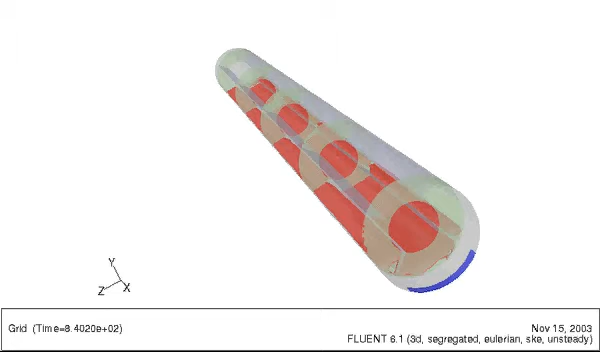 Y
Z X
Grid (Time=8.4020e+02)
Nov 15, 2003
FLUENT 6.1 (3d, segregated, eulerian, ske, unsteady)